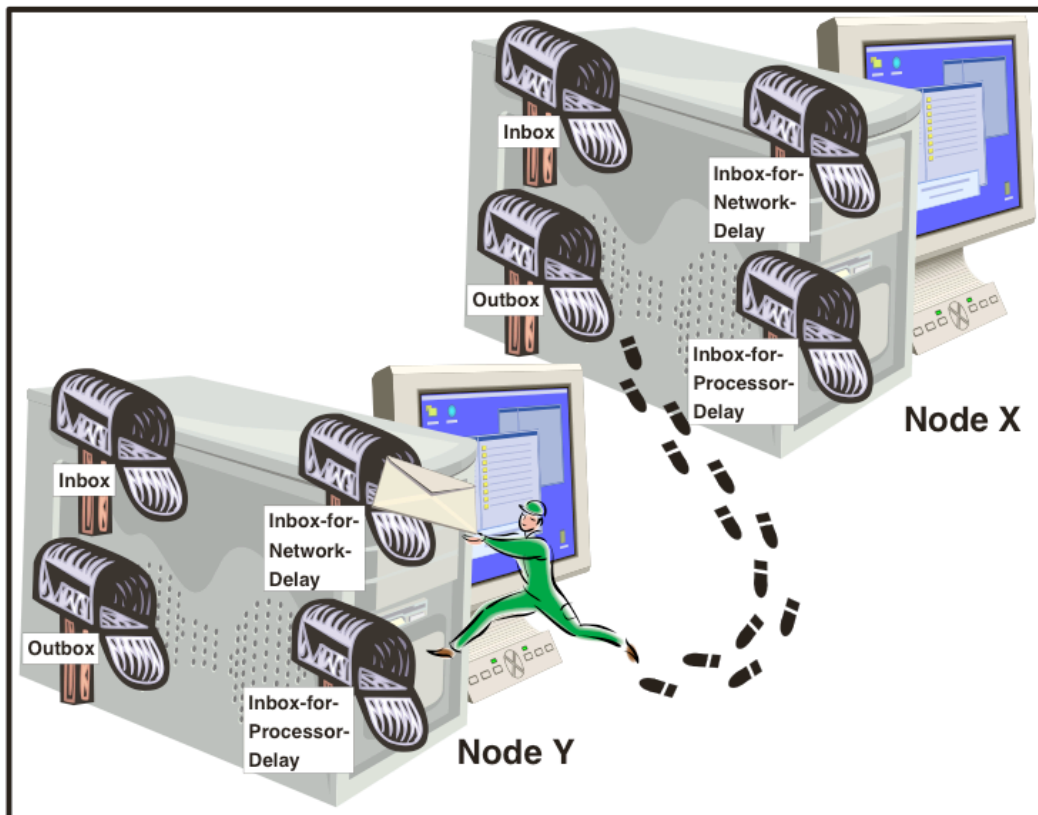 Inbox
Inbox-for-
Network-
Delay
Outbox
Inbox-for-
Processor-
Delay
Node X
Inbox
Inbox-for-
Network-
Delay
Outbox
Inbox-for-
Processor-
Delay
Node Y